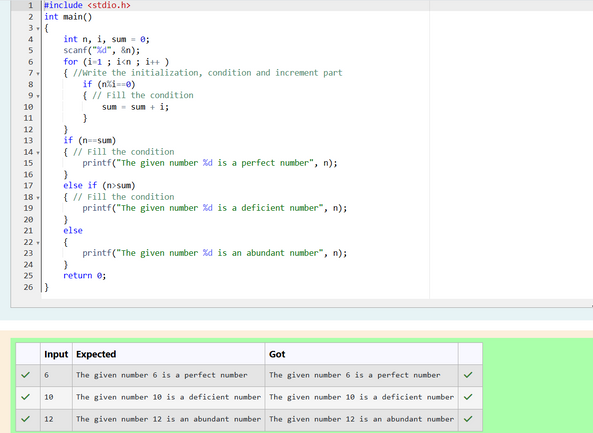 1 #include <stdio.h>
2 int main()
3 {
4 int n, i, sum = 0;
5 scanf("%d", &n);
6 for (i=1 ; i<n ; i++ )
7 { //Write the initialization, condition and increment part
8 if (n%i==0)
9 { // Fill the condition
10 sum = sum + i;
11 }
12 }
13 if (n==sum)
14 { // Fill the condition
15 printf("The given number %d is a perfect number", n);
16 }
17 else if (n>sum)
18 { // Fill the condition
19 printf("The given number %d is a deficient number", n);
20 }
21 else
22 {
23 printf("The given number %d is an abundant number", n);
24 }
25 return 0;
26 }
Input Expected Got
6 The given number 6 is a perfect number The given number 6 is a perfect number
10 The given number 10 is a deficient number The given number 10 is a deficient number
12 The given number 12 is an abundant number The given number 12 is an abundant number